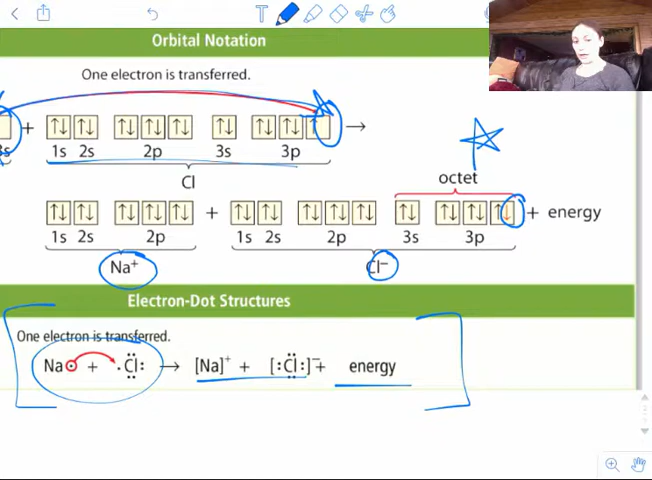 Orbital Notation
One electron is transferred.
3s + 1s 2s 2p 3s 3p →
Cl
octet
+ + energy
1s 2s 2p 1s 2s 2p 3s 3p
Na⁺ Cl⁻
Electron-Dot Structures
One electron is transferred.
Na + Cl → [Na]⁺ + [:Cl:]⁻ + energy